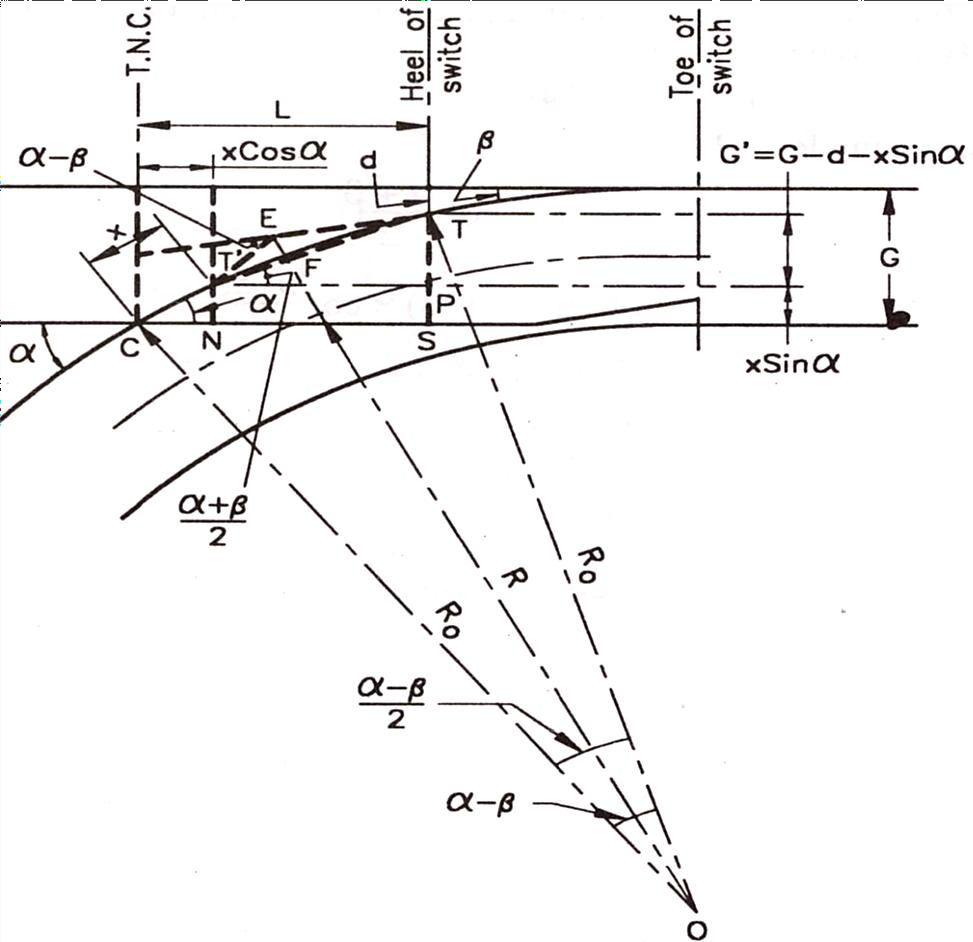 T.N.C.
Heel of
switch
Toe of
switch
L
α-β
xCosα
d
β
G'=G-d-xSinα
x
E
T
T'
F
G
α
P
α
C
N
S
xSinα
α+β
2
R
Ro
Ro
α-β
2
α-β
O